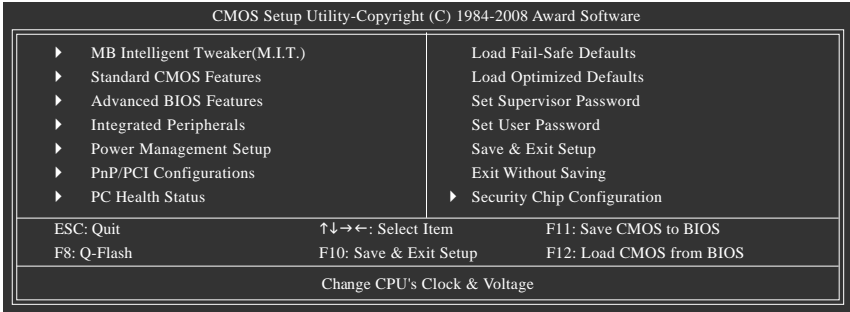 CMOS Setup Utility-Copyright (C) 1984-2008 Award Software
MB Intelligent Tweaker(M.I.T.)
Standard CMOS Features
Advanced BIOS Features
Integrated Peripherals
Power Management Setup
PnP/PCI Configurations
PC Health Status
Load Fail-Safe Defaults
Load Optimized Defaults
Set Supervisor Password
Set User Password
Save & Exit Setup
Exit Without Saving
Security Chip Configuration
ESC: Quit ↑↓→←: Select Item F11: Save CMOS to BIOS
F8: Q-Flash F10: Save & Exit Setup F12: Load CMOS from BIOS
Change CPU's Clock & Voltage